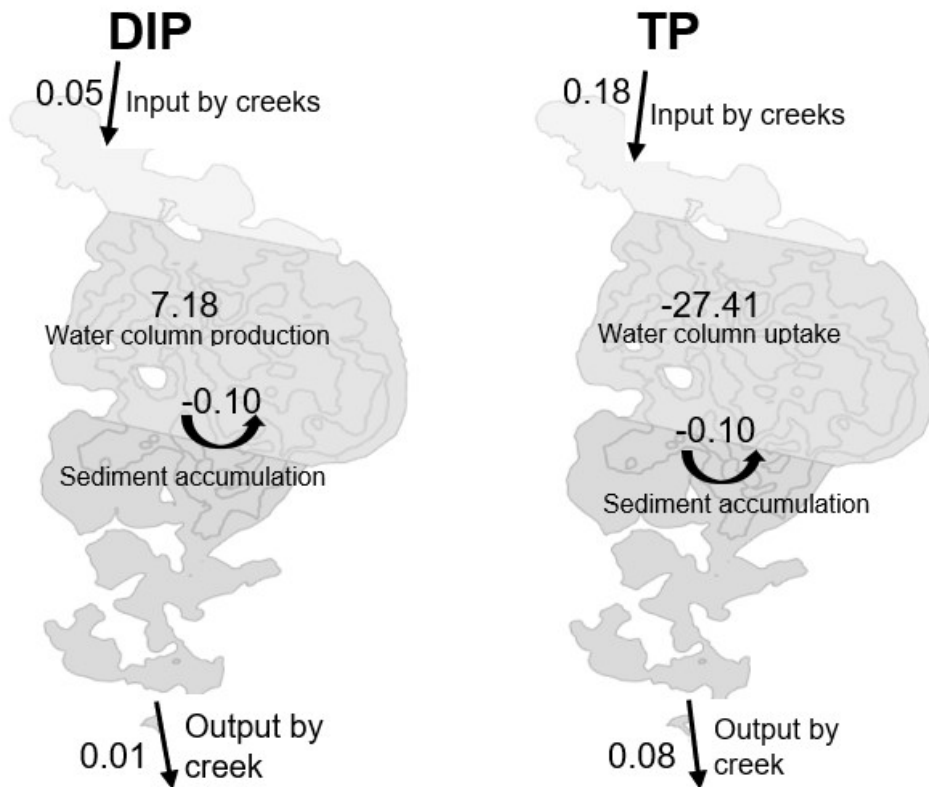 DIP
0.05
Input by creeks
7.18
Water column production
-0.10
Sediment accumulation
Output by
creek
0.01
TP
0.18
Input by creeks
-27.41
Water column uptake
-0.10
Sediment accumulation
Output by
creek
0.08